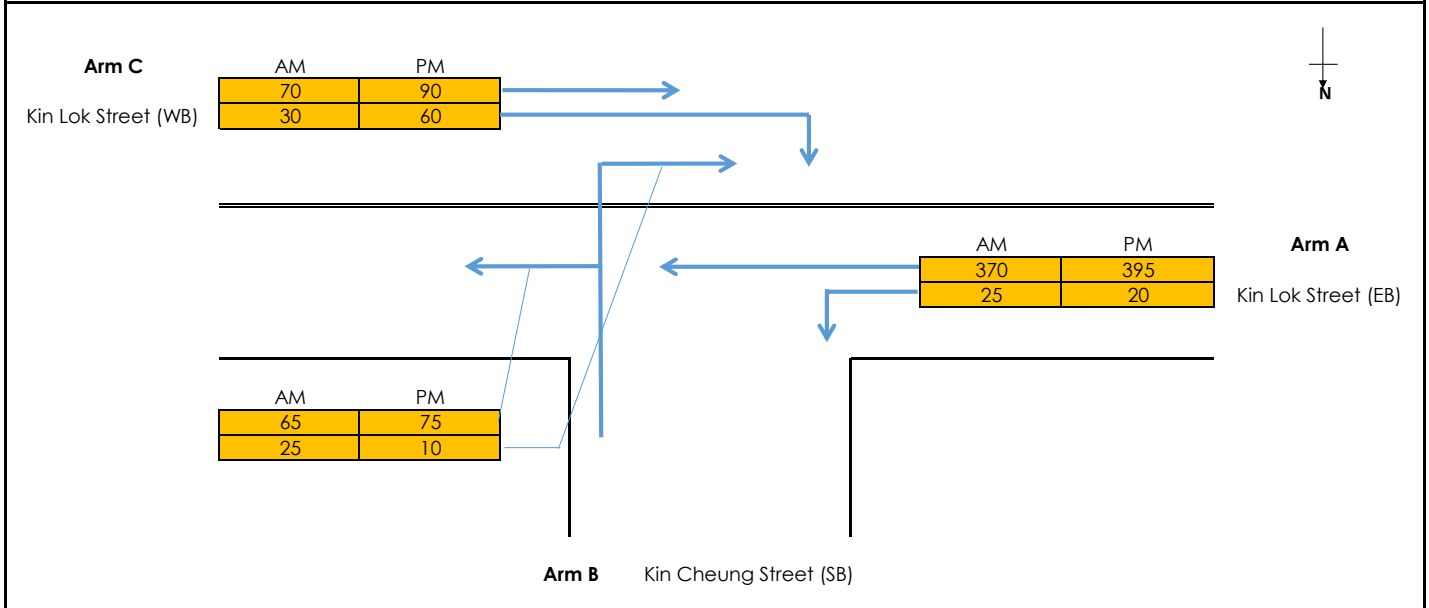 Arm C
AM PM
70 90
Kin Lok Street (WB)
30 60
N
AM PM
Arm A
370 395
25 20
Kin Lok Street (EB)
AM PM
65 75
25 10
Arm B Kin Cheung Street (SB)